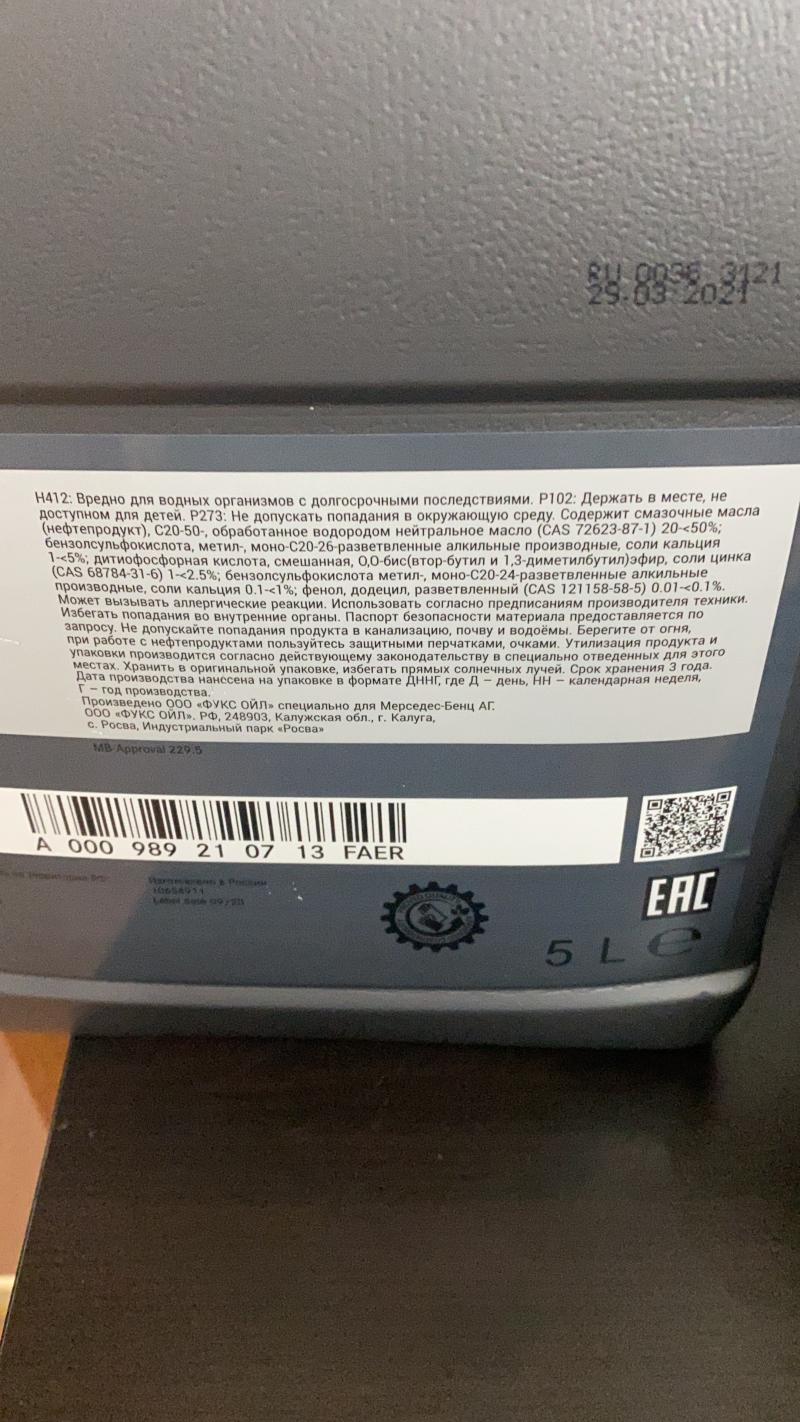 RU 0036 3121
29.03 2021
H412: Вредно для водных организмов с долгосрочными последствиями. P102: Держать в месте, не
доступном для детей. P273: Не допускать попадания в окружающую среду. Содержит смазочные масла
(нефтепродукт), C20-50-, обработанное водородом нейтральное масло (CAS 72623-87-1) 20-<50%;
бензолсульфокислота, метил-, моно-C20-26-разветвленные алкильные производные, соли кальция
1-<5%; дитиофосфорная кислота, смешанная, O,O-бис(втор-бутил и 1,3-диметилбутил)эфир, соли цинка
(CAS 68784-31-6) 1-<2.5%; бензолсульфокислота метил-, моно-C20-24-разветвленные алкильные
производные, соли кальция 0.1-<1%; фенол, додецил, разветвленный (CAS 121158-58-5) 0.01-<0.1%.
Может вызывать аллергические реакции. Использовать согласно предписаниям производителя техники.
Избегать попадания во внутренние органы. Паспорт безопасности материала предоставляется по
запросу. Не допускайте попадания продукта в канализацию, почву и водоёмы. Берегите от огня,
при работе с нефтепродуктами пользуйтесь защитными перчатками, очками. Утилизация продукта и
упаковки производится согласно действующему законодательству в специально отведенных для этого
местах. Хранить в оригинальной упаковке, избегать прямых солнечных лучей. Срок хранения 3 года.
Дата производства нанссена на упаковке в формате ДННГ, где Д – день, НН – календарная неделя,
Г – год производства.
Произведено ООО «ФУКС ОЙЛ» специально для Мерседес-Бенц АГ.
ООО «ФУКС ОЙЛ». РФ, 248903, Калужская обл., г. Калуга,
с. Росва, Индустриальный парк «Росва»
MB-Approval 229.5
A 000 989 21 07 13 FAER
Изготовлено в России
Label date 09/20
EAC
5 L e